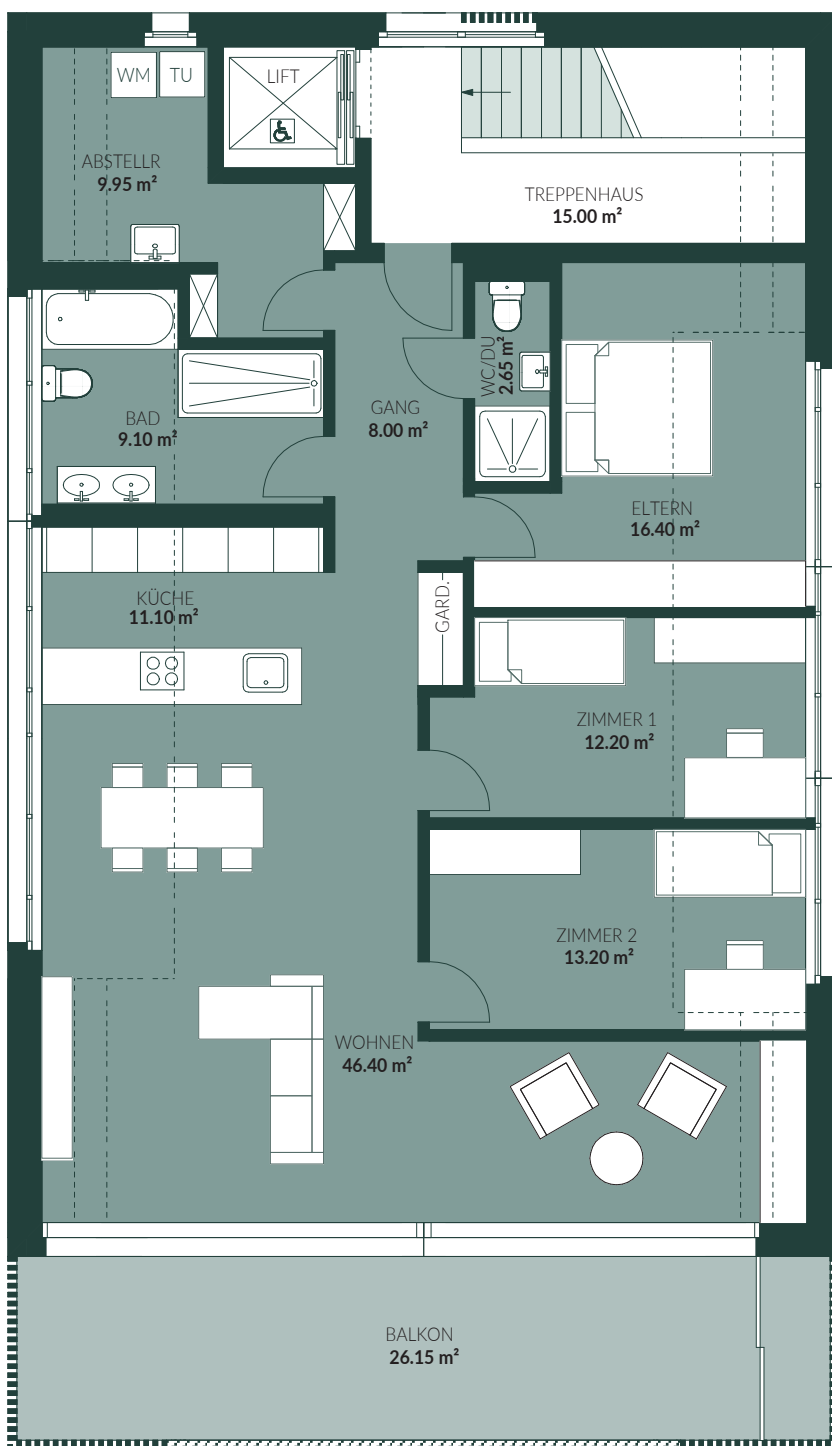 WM
TU
LIFT
ABSTELLR
9.95 m²
TREPPENHAUS
15.00 m²
WC/DU
2.65 m²
BAD
9.10 m²
GANG
8.00 m²
ELTERN
16.40 m²
KÜCHE
11.10 m²
GARD.
ZIMMER 1
12.20 m²
ZIMMER 2
13.20 m²
WOHNEN
46.40 m²
BALKON
26.15 m²